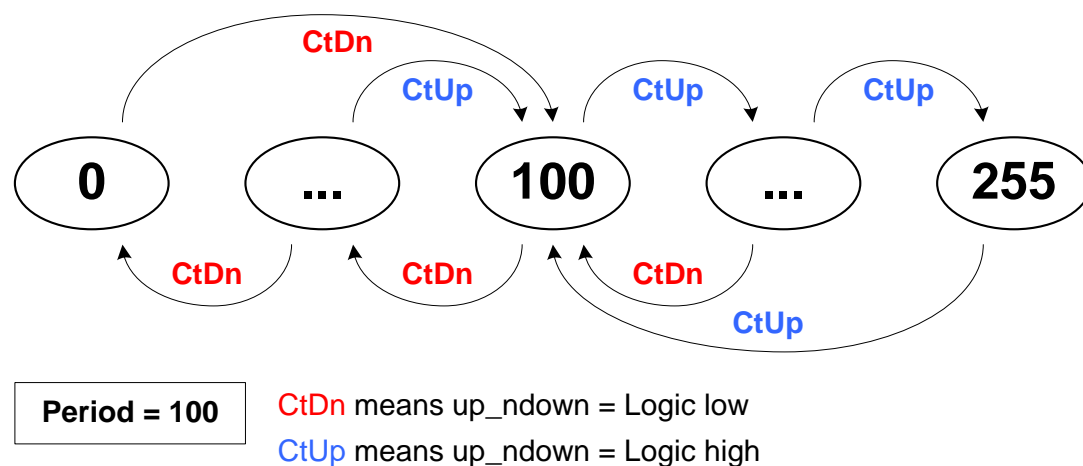 CtDn
CtUp CtUp CtUp
0 ... 100 ... 255
CtDn CtDn CtDn
CtUp
Period = 100
CtDn means up_ndown = Logic low
CtUp means up_ndown = Logic high